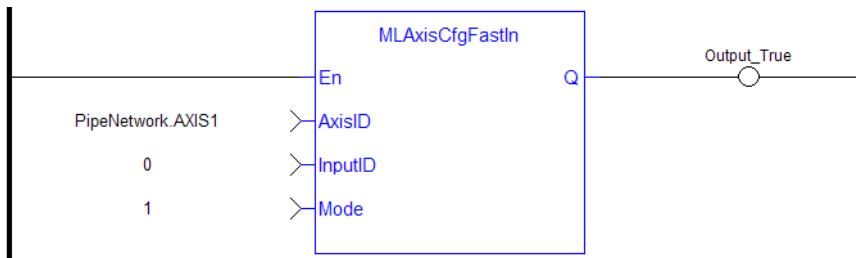 MLAxisCfgFastIn
Output_True
En
Q
PipeNetwork.AXIS1
AxisID
0
InputID
1
Mode